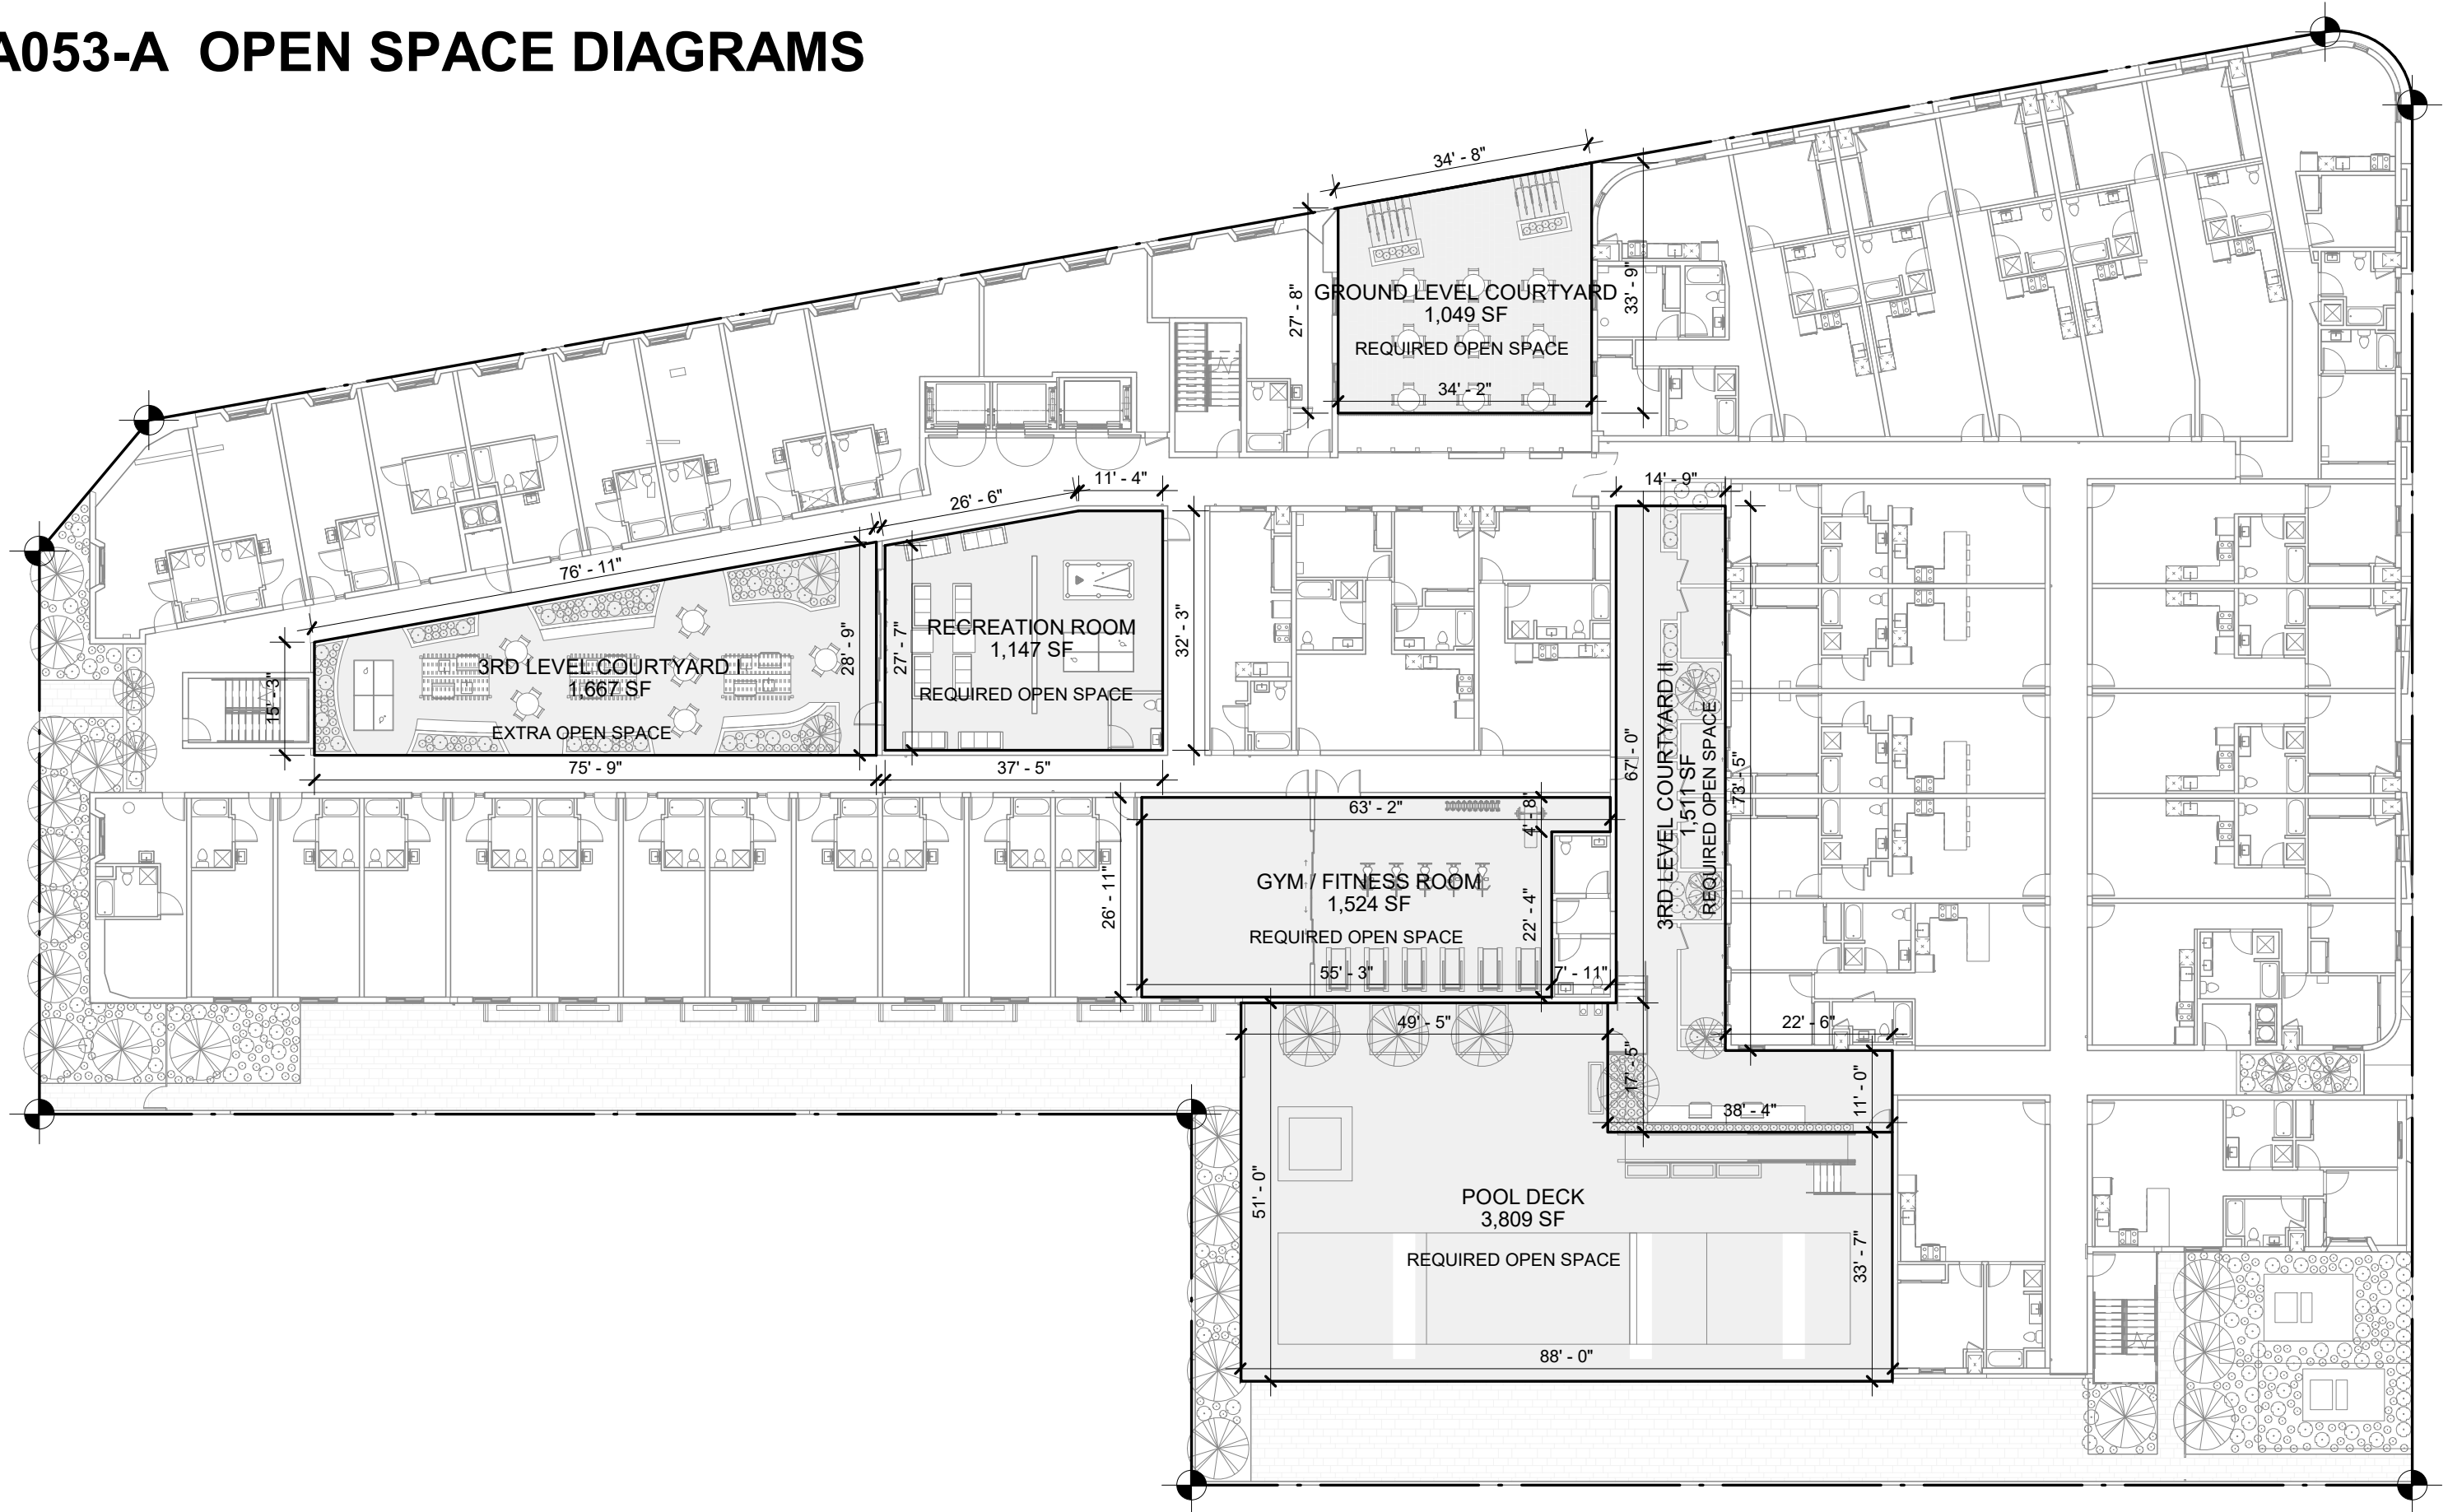 A053-A OPEN SPACE DIAGRAMS
34' - 8"
27' - 8"
33' - 9"
GROUND LEVEL COURTYARD
1,049 SF
REQUIRED OPEN SPACE
34' - 2"
11' - 4"
26' - 6"
14' - 9"
76' - 11"
15' - 3"
28' - 9"
27' - 7"
32' - 3"
3RD LEVEL COURTYARD I
1,667 SF
EXTRA OPEN SPACE
RECREATION ROOM
1,147 SF
REQUIRED OPEN SPACE
75' - 9"
37' - 5"
67' - 0"
3RD LEVEL COURTYARD II
1,511 SF
REQUIRED OPEN SPACE
73' - 5"
63' - 2"
4' - 8"
26' - 11"
GYM / FITNESS ROOM
1,524 SF
REQUIRED OPEN SPACE
22' - 4"
55' - 3"
7' - 11"
49' - 5"
22' - 6"
17' - 5"
11' - 0"
38' - 4"
51' - 0"
POOL DECK
3,809 SF
REQUIRED OPEN SPACE
33' - 7"
88' - 0"